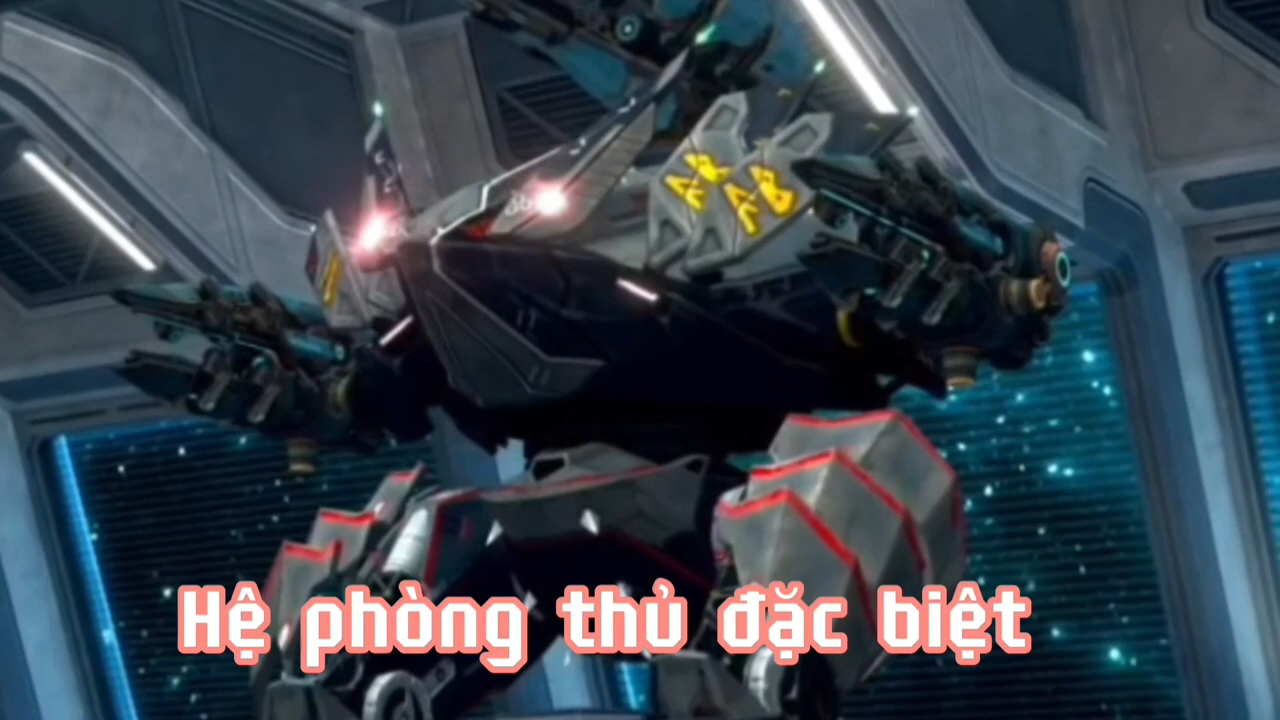 Hệ phòng thủ đặc biệt